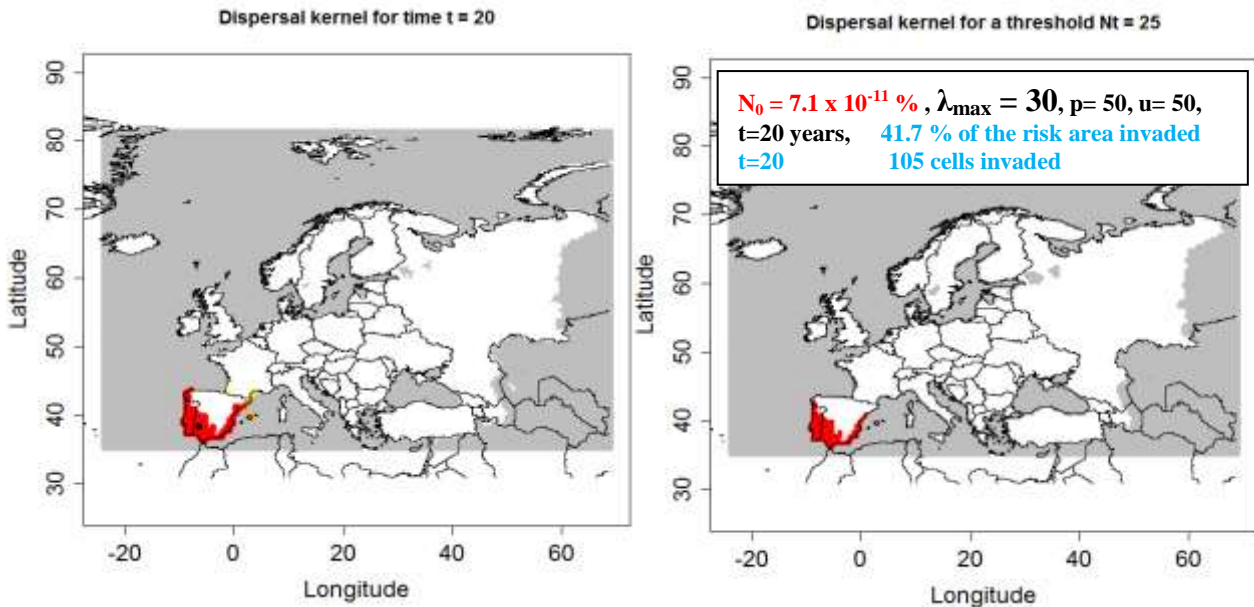 Dispersal kernel for time t = 20
90
80
70
60
50
40
30
Latitude
-20
0
20
40
60
Longitude
Dispersal kernel for a threshold Nt = 25
N₀ = 7.1 x 10⁻¹¹ % , λmax = 30, p= 50, u= 50,
t=20 years, 41.7 % of the risk area invaded
t=20 105 cells invaded
90
80
70
60
50
40
30
Latitude
-20
0
20
40
60
Longitude